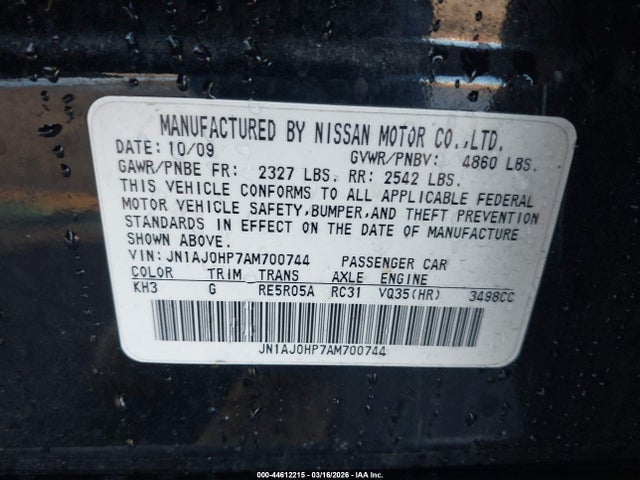 MANUFACTURED BY NISSAN MOTOR CO.,LTD.
DATE: 10/09 GVWR/PNBV: 4860 LBS.
GAWR/PNBE FR: 2327 LBS. RR: 2542 LBS.
THIS VEHICLE CONFORMS TO ALL APPLICABLE FEDERAL
MOTOR VEHICLE SAFETY, BUMPER, AND THEFT PREVENTION
STANDARDS IN EFFECT ON THE DATE OF MANUFACTURE
SHOWN ABOVE.
VIN: JN1AJ0HP7AM700744 PASSENGER CAR
COLOR TRIM TRANS AXLE ENGINE
KH3 G RE5R05A RC31 VQ35(HR) 3498CC
JN1AJ0HP7AM700744
000-44612215 - 03/16/2026 - IAA Inc.